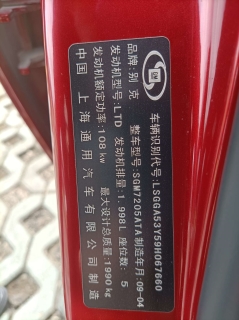 品牌:别克
车辆识别代号:LSGGA53Y59H067660
整车型号:SGM7205ATA 制造年月:09-04
发动机型号:LTD 发动机排量:1.998L 座位数:5
发动机额定功率:108kw 最大设计总质量:1990kg
中国 上海通用汽车有限公司制造